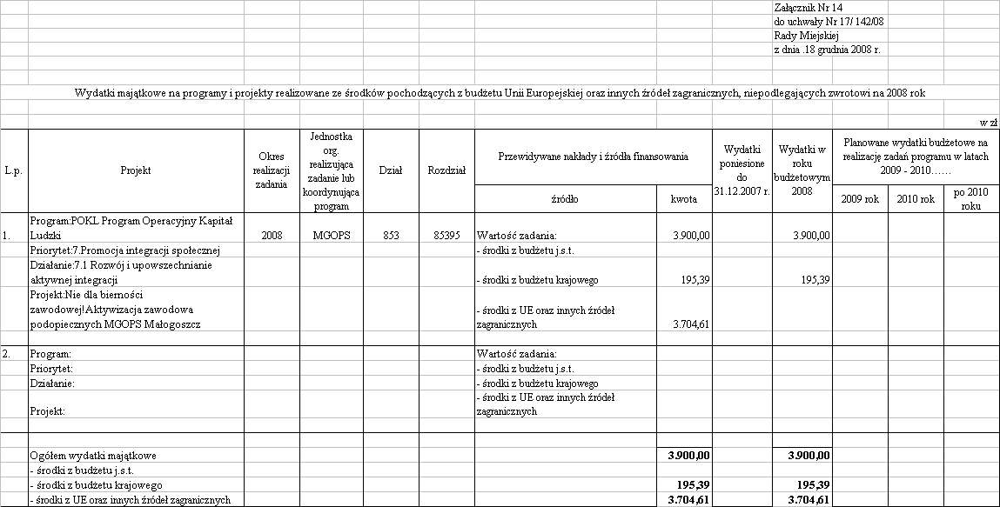 Załącznik Nr 14
do uchwały Nr 17/ 142/08
Rady Miejskiej
z dnia .18 grudnia 2008 r.
Wydatki majątkowe na programy i projekty realizowane ze środków pochodzących z budżetu Unii Europejskiej oraz innych źródeł zagranicznych, niepodlegających zwrotowi na 2008 rok
w zł
L.p.
Projekt
Okres
realizacji
zadania
Jednostka
org.
realizująca
zadanie lub
koordynująca
program
Dział
Rozdział
Przewidywane nakłady i źródła finansowania
źródło
kwota
Wydatki
poniesione
do
31.12.2007 r.
Wydatki w
roku
budżetowym
2008
Planowane wydatki budżetowe na
realizację zadań programu w latach
2009 - 2010……
2009 rok
2010 rok
po 2010
roku
Program:POKL Program Operacyjny Kapitał
1. Ludzki 2008 MGOPS 853 85395 Wartość zadania: 3.900,00 3.900,00
Priorytet:7.Promocja integracji społecznej - środki z budżetu j.s.t.
Działanie:7.1 Rozwój i upowszechnianie
aktywnej integracji - środki z budżetu krajowego 195,39 195,39
Projekt:Nie dla bierności
zawodowej!Aktywizacja zawodowa - środki z UE oraz innych źródeł
podopiecznych MGOPS Małogoszcz zagranicznych 3.704,61
2. Program: Wartość zadania:
Priorytet: - środki z budżetu j.s.t.
Działanie: - środki z budżetu krajowego
- środki z UE oraz innych źródeł
Projekt: zagranicznych
Ogółem wydatki majątkowe 3.900,00 3.900,00
- środki z budżetu j.s.t.
- środki z budżetu krajowego 195,39 195,39
- środki z UE oraz innych źródeł zagranicznych 3.704,61 3.704,61